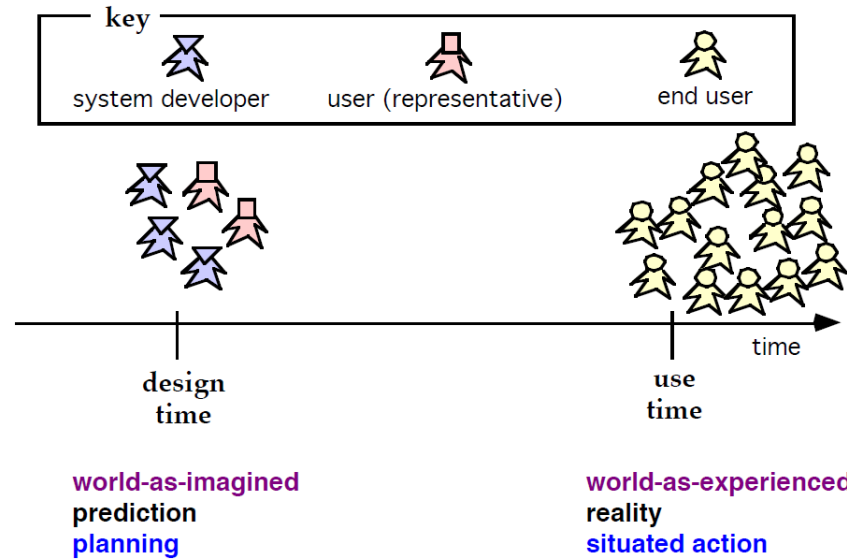 key
system developer
user (representative)
end user
time
design
time
use
time
world-as-imagined
prediction
planning
world-as-experienced
reality
situated action